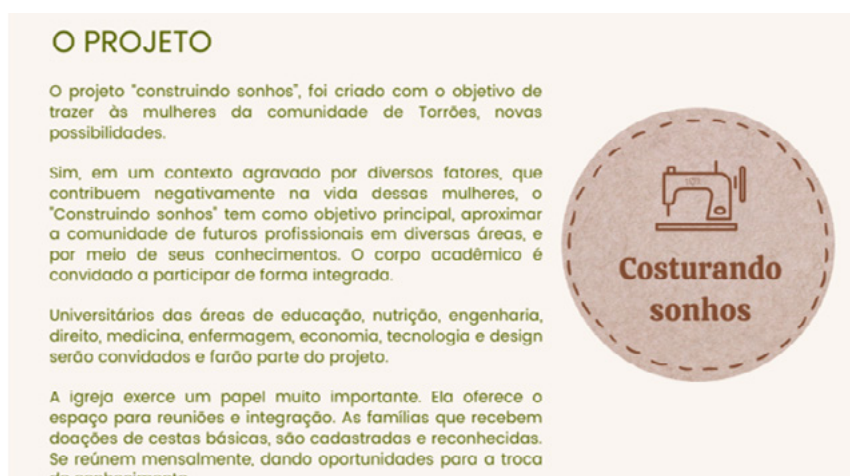 O PROJETO
O projeto "construindo sonhos", foi criado com o objetivo de
trazer às mulheres da comunidade de Torrões, novas
possibilidades.
Sim, em um contexto agravado por diversos fatores, que
contribuem negativamente na vida dessas mulheres, o
"Construindo sonhos" tem como objetivo principal, aproximar
a comunidade de futuros profissionais em diversas áreas, e
por meio de seus conhecimentos. O corpo acadêmico é
convidado a participar de forma integrada.
Universitários das áreas de educação, nutrição, engenharia,
direito, medicina, enfermagem, economia, tecnologia e design
serão convidados e farão parte do projeto.
A igreja exerce um papel muito importante. Ela oferece o
espaço para reuniões e integração. As famílias que recebem
doações de cestas básicas, são cadastradas e reconhecidas.
Se reúnem mensalmente, dando oportunidades para a troca
101
Costurando
sonhos